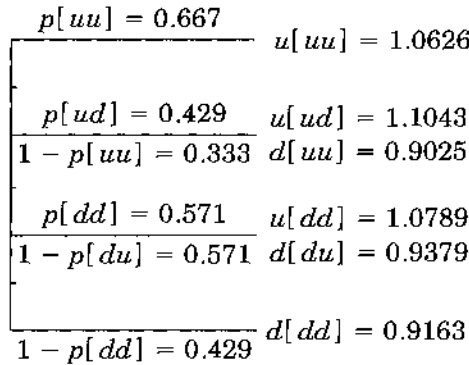 p[uu] = 0.667
u[uu] = 1.0626
p[ud] = 0.429 u[ud] = 1.1043
1 − p[uu] = 0.333 d[uu] = 0.9025
p[dd] = 0.571 u[dd] = 1.0789
1 − p[du] = 0.571 d[du] = 0.9379
d[dd] = 0.9163
1 − p[dd] = 0.429